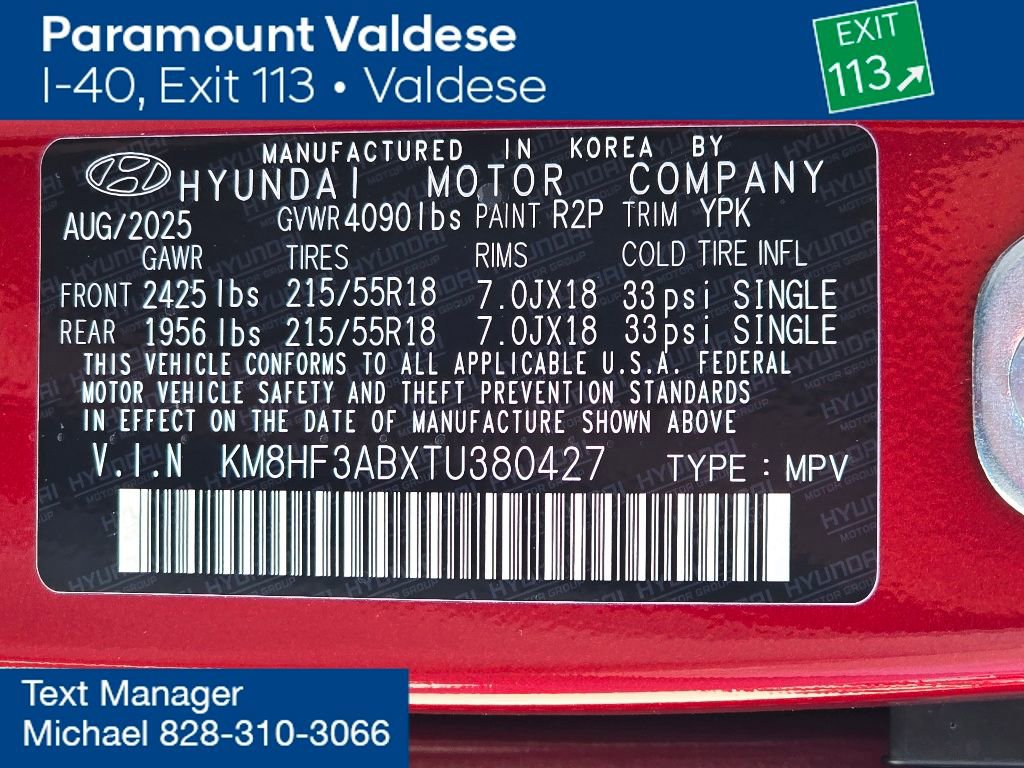 Paramount Valdese
I-40, Exit 113 • Valdese
EXIT
113
MANUFACTURED IN KOREA BY
HYUNDAI MOTOR COMPANY
AUG/2025 GVWR 4090 lbs PAINT R2P TRIM YPK
GAWR TIRES RIMS COLD TIRE INFL
FRONT 2425 lbs 215/55R18 7.0JX18 33 psi SINGLE
REAR 1956 lbs 215/55R18 7.0JX18 33 psi SINGLE
THIS VEHICLE CONFORMS TO ALL APPLICABLE U.S.A. FEDERAL
MOTOR VEHICLE SAFETY AND THEFT PREVENTION STANDARDS
IN EFFECT ON THE DATE OF MANUFACTURE SHOWN ABOVE
V.I.N KM8HF3ABXTU380427 TYPE : MPV
Text Manager
Michael 828-310-3066